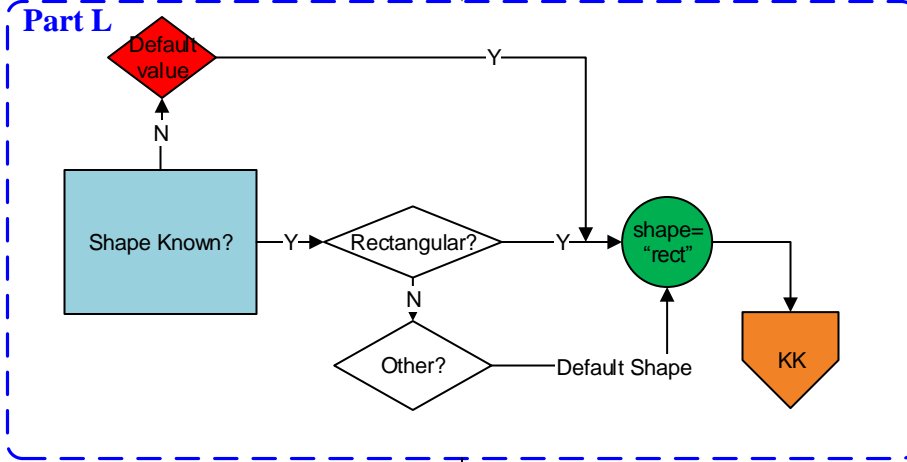 Part L
Default
value
Y
N
Shape Known?
Y
Rectangular?
Y
shape=
“rect”
N
Other?
Default Shape
KK